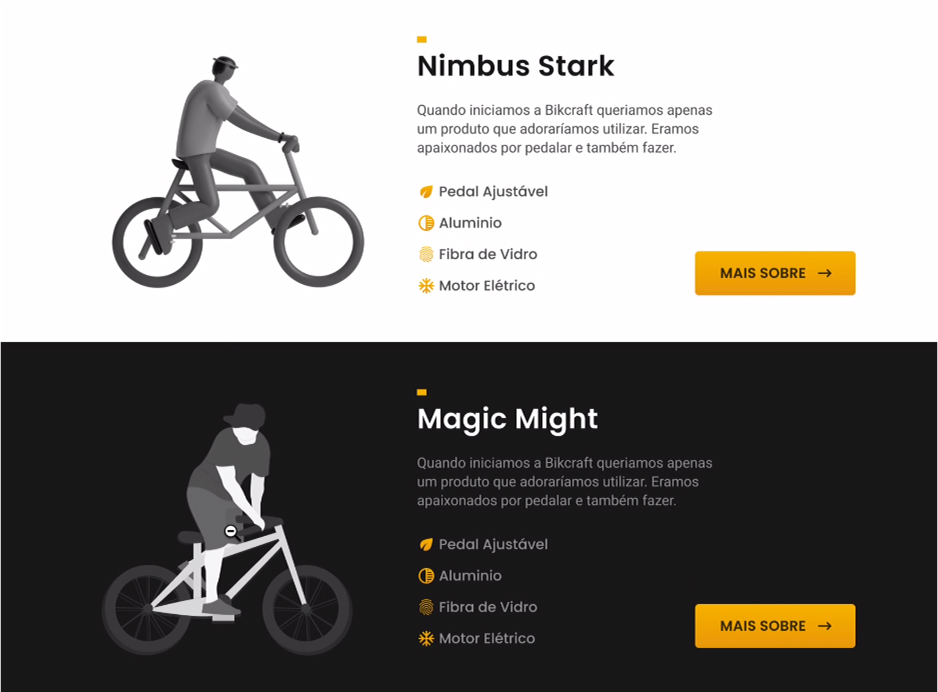 Nimbus Stark
Quando iniciamos a Bikcraft queriamos apenas
um produto que adoraríamos utilizar. Eramos
apaixonados por pedalar e também fazer.
Pedal Ajustável
Aluminio
Fibra de Vidro
Motor Elétrico
MAIS SOBRE →
Magic Might
Quando iniciamos a Bikcraft queriamos apenas
um produto que adoraríamos utilizar. Eramos
apaixonados por pedalar e também fazer.
Pedal Ajustável
Aluminio
Fibra de Vidro
Motor Elétrico
MAIS SOBRE →